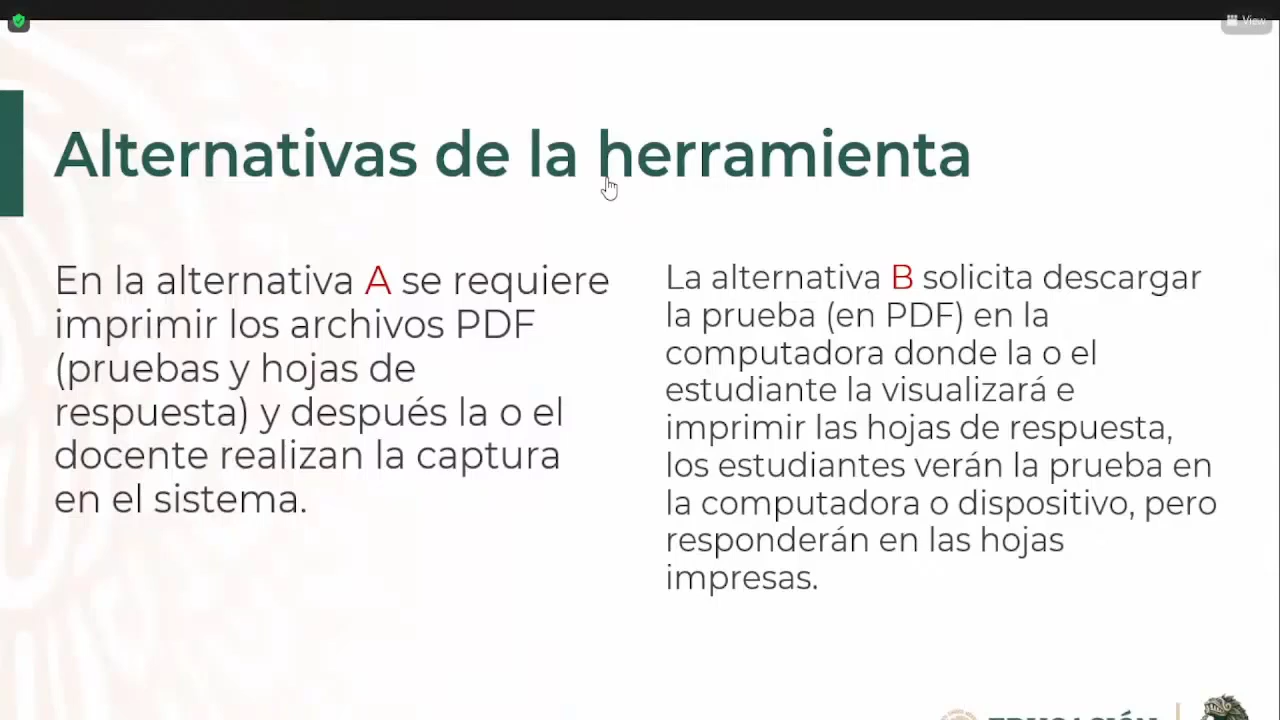 View
Alternativas de la herramienta
En la alternativa A se requiere
imprimir los archivos PDF
(pruebas y hojas de
respuesta) y después la o el
docente realizan la captura
en el sistema.
La alternativa B solicita descargar
la prueba (en PDF) en la
computadora donde la o el
estudiante la visualizará e
imprimir las hojas de respuesta,
los estudiantes verán la prueba en
la computadora o dispositivo, pero
responderán en las hojas
impresas.
EDUCACIÓN